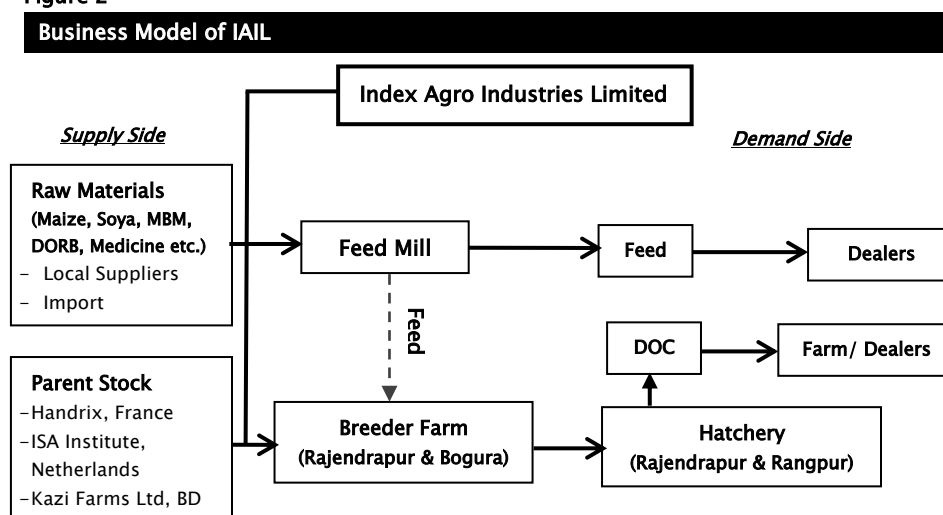 Figure 2
Business Model of IAIL
Index Agro Industries Limited
Supply Side
Demand Side
Raw Materials
(Maize, Soya, MBM,
DORB, Medicine etc.)
– Local Suppliers
– Import
Feed Mill
Feed
Dealers
Feed
DOC
Farm/ Dealers
Parent Stock
–Handrix, France
–ISA Institute,
Netherlands
–Kazi Farms Ltd, BD
Breeder Farm
(Rajendrapur & Bogura)
Hatchery
(Rajendrapur & Rangpur)